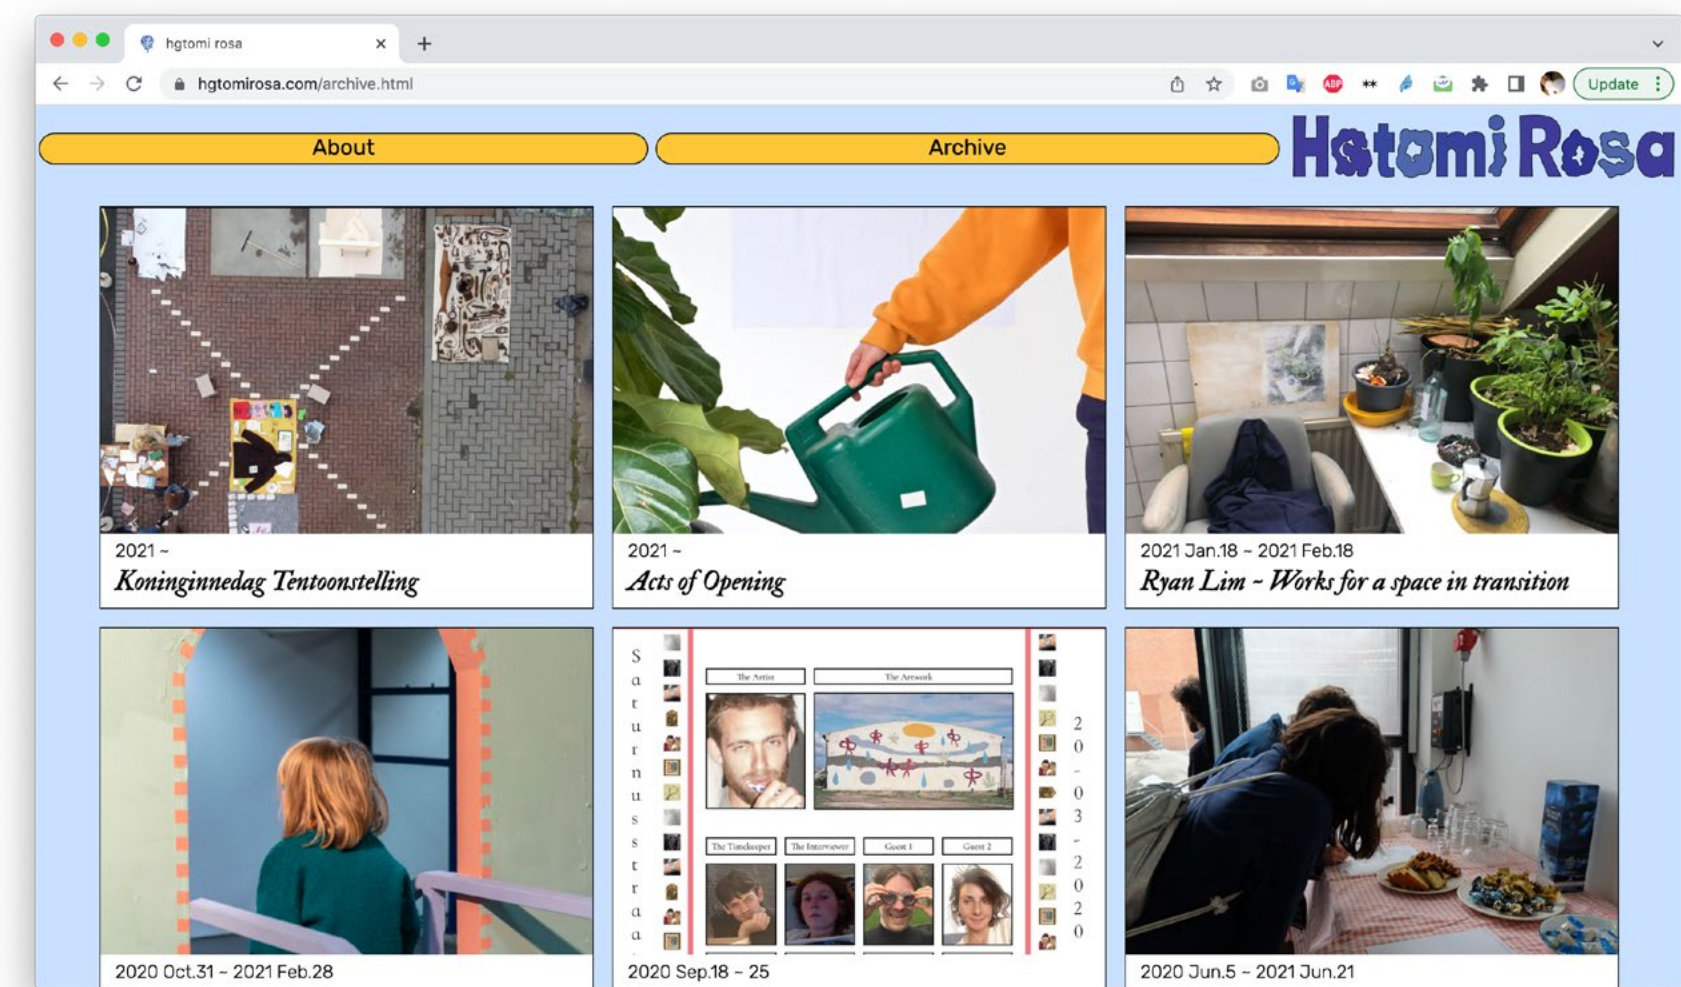 hgtomi rosa
hgtomirosa.com/archive.html
ABP
**
Update
About
Archive
Hgtomi Rosa
2021 ~
Koninginnedag Tentoonstelling
2021 ~
Acts of Opening
2021 Jan.18 ~ 2021 Feb.18
Ryan Lim ~ Works for a space in transition
Saturnusstraa
The Artist
The Artwork
20-03-2020
The Timekeeper
The Interviewer
Guest 1
Guest 2
2020 Oct.31 ~ 2021 Feb.28
2020 Sep.18 ~ 25
2020 Jun.5 ~ 2021 Jun.21